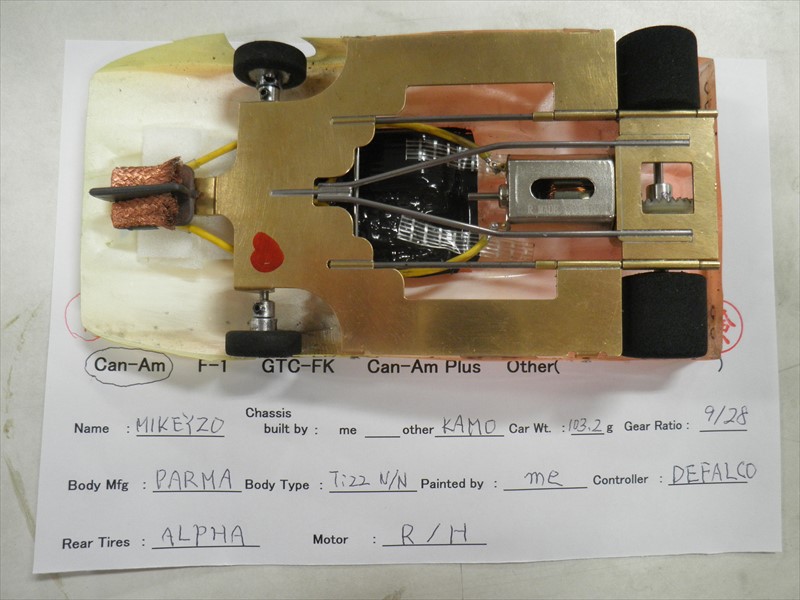 Can-Am F-1 GTC-FK Can-Am Plus Other( )
Name : MIKEYZO Chassis built by : me ____ other KAMO Car Wt. : 103.2 g Gear Ratio : 9/28
Body Mfg : PARMA Body Type : Ti22 N/N Painted by : me Controller : DEFALCO
Rear Tires : ALPHA Motor : R/H